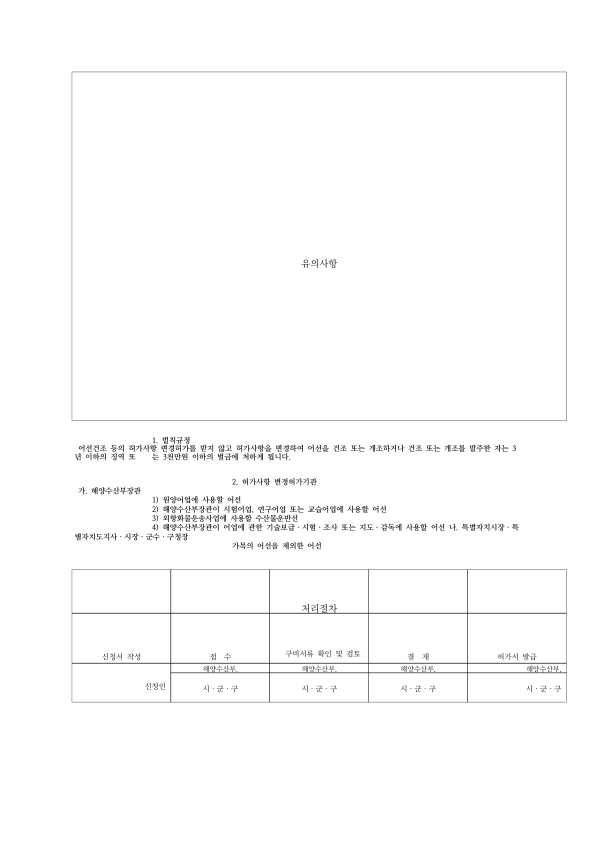 유의사항
1. 벌칙규정
어선건조 등의 허가사항 변경허가를 받지 않고 허가사항을 변경하여 어선을 건조 또는 개조하거나 건조 또는 개조를 발주한 자는 3
년 이하의 징역 또 는 3천만원 이하의 벌금에 처하게 됩니다.
2. 허가사항 변경허가기관
가. 해양수산부장관
1) 원양어업에 사용할 어선
2) 해양수산부장관이 시험어업, 연구어업 또는 교습어업에 사용할 어선
3) 외항화물운송사업에 사용할 수산물운반선
4) 해양수산부장관이 어업에 관한 기술보급ㆍ시험ㆍ조사 또는 지도ㆍ감독에 사용할 어선 나. 특별자치시장ㆍ특
별자치도지사ㆍ시장ㆍ군수ㆍ구청장
가목의 어선을 제외한 어선
처리절차
신청서 작성 접 수 구비서류 확인 및 검토 결 재 허가서 발급
해양수산부, 해양수산부, 해양수산부, 해양수산부,
신청인 시ㆍ군ㆍ구 시ㆍ군ㆍ구 시ㆍ군ㆍ구 시ㆍ군ㆍ구